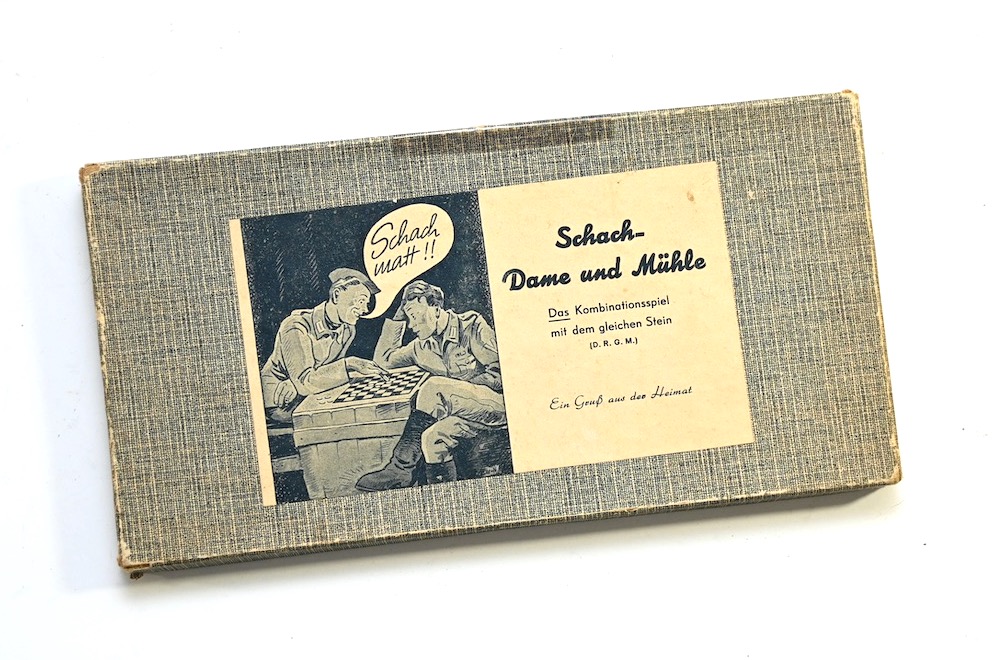 Schach
matt!!
Schach-
Dame und Mühle
Das Kombinationsspiel
mit dem gleichen Stein
(D. R. G. M.)
Ein Gruß aus der Heimat